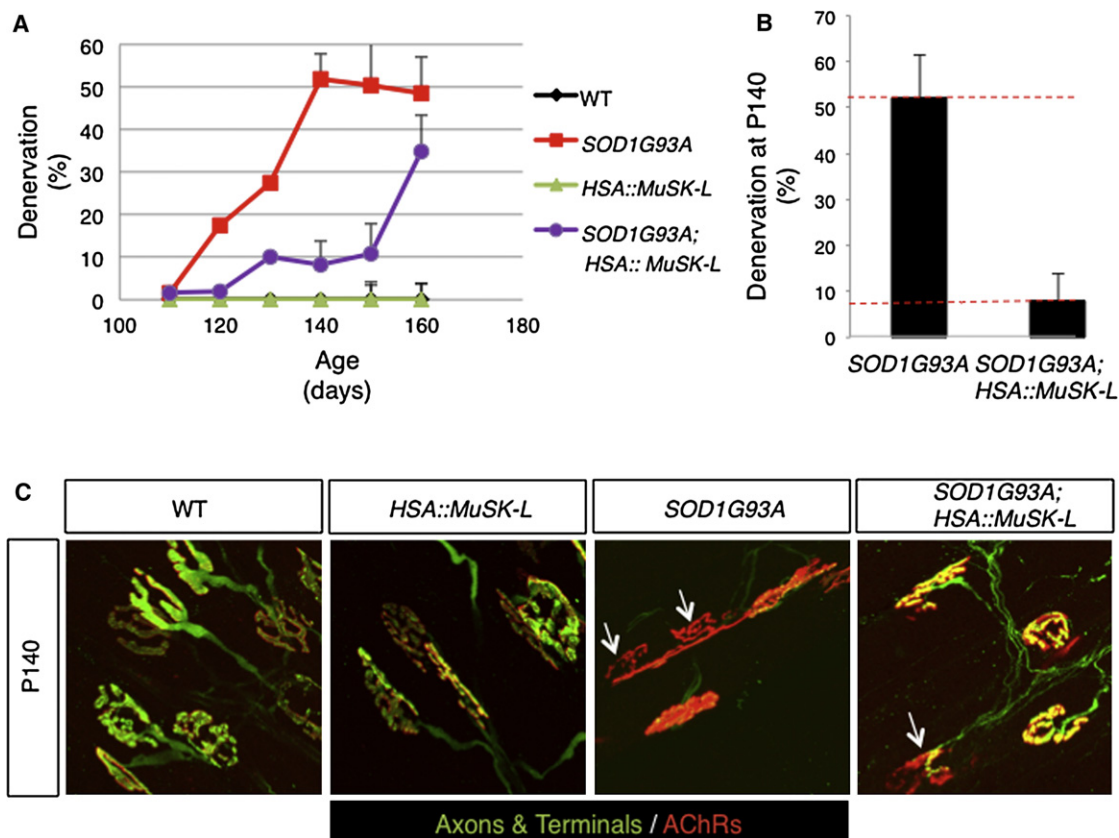 A
60
50
40
30
20
10
0
100
120
140
160
180
Denervation
(%)
Age
(days)
WT
SOD1G93A
HSA::MuSK-L
SOD1G93A;
HSA:: MuSK-L
B
70
60
50
40
30
20
10
0
Denervation at P140
(%)
SOD1G93A
SOD1G93A;
HSA::MuSK-L
C
WT
HSA::MuSK-L
SOD1G93A
SOD1G93A;
HSA::MuSK-L
P140
Axons & Terminals / AChRs